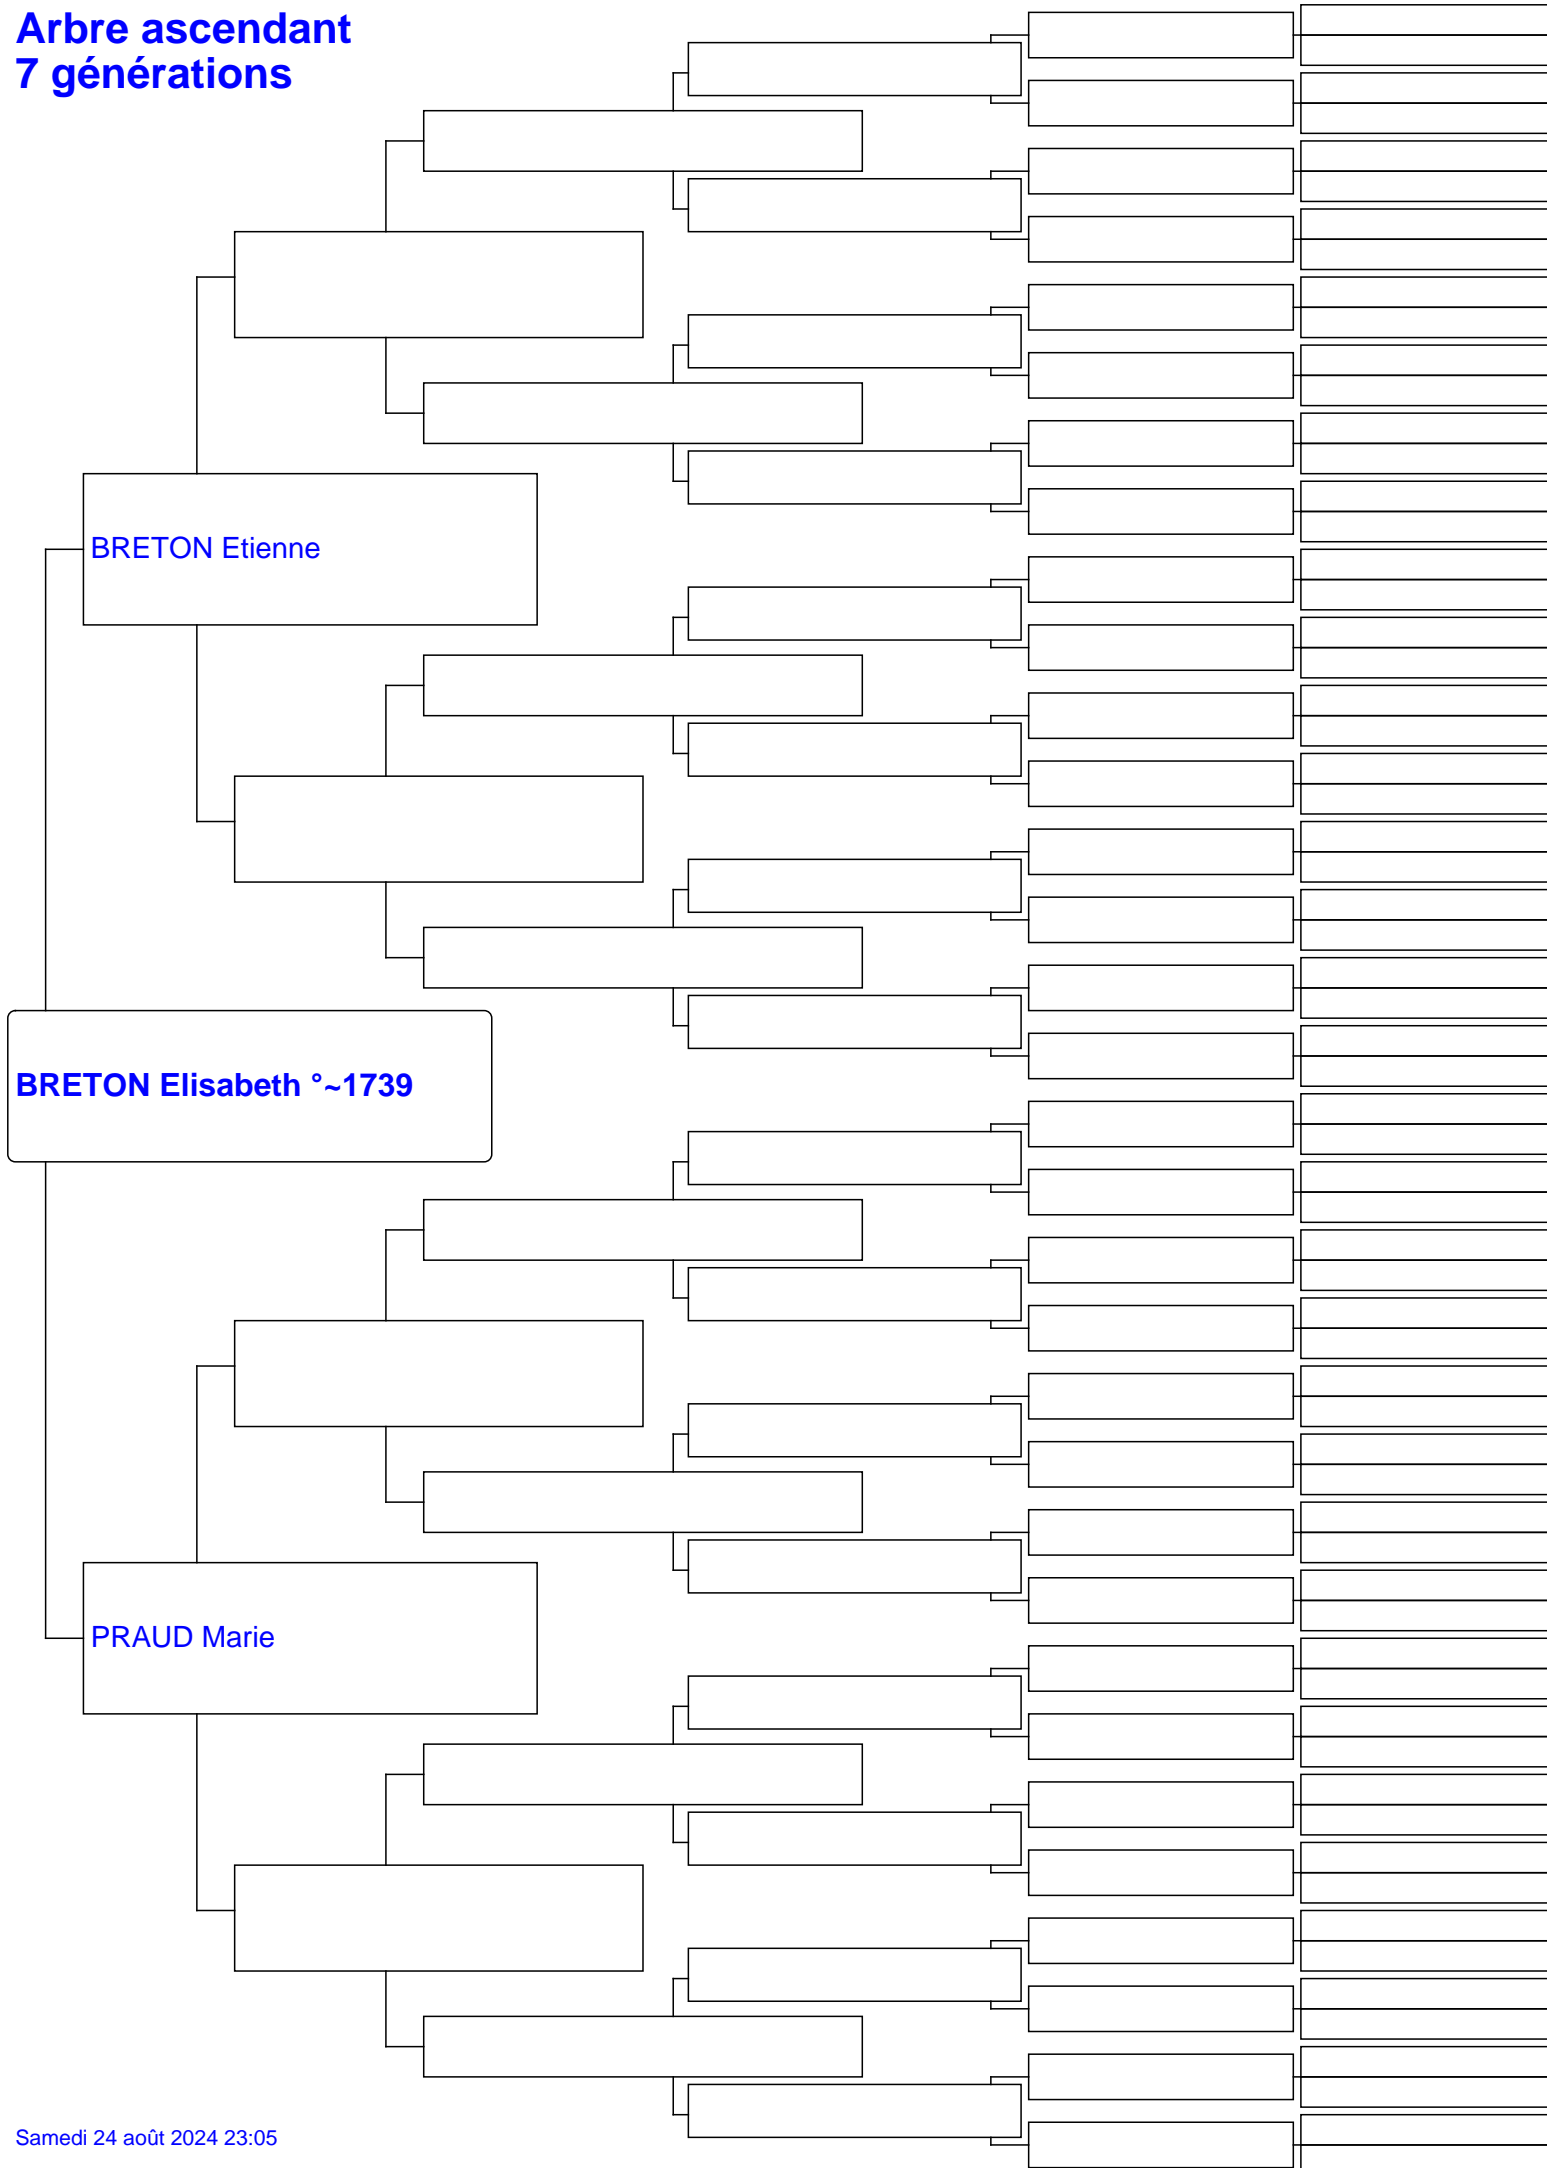 Arbre ascendant
7 générations
BRETON Etienne
BRETON Elisabeth °~1739
PRAUD Marie
Samedi 24 août 2024 23:05